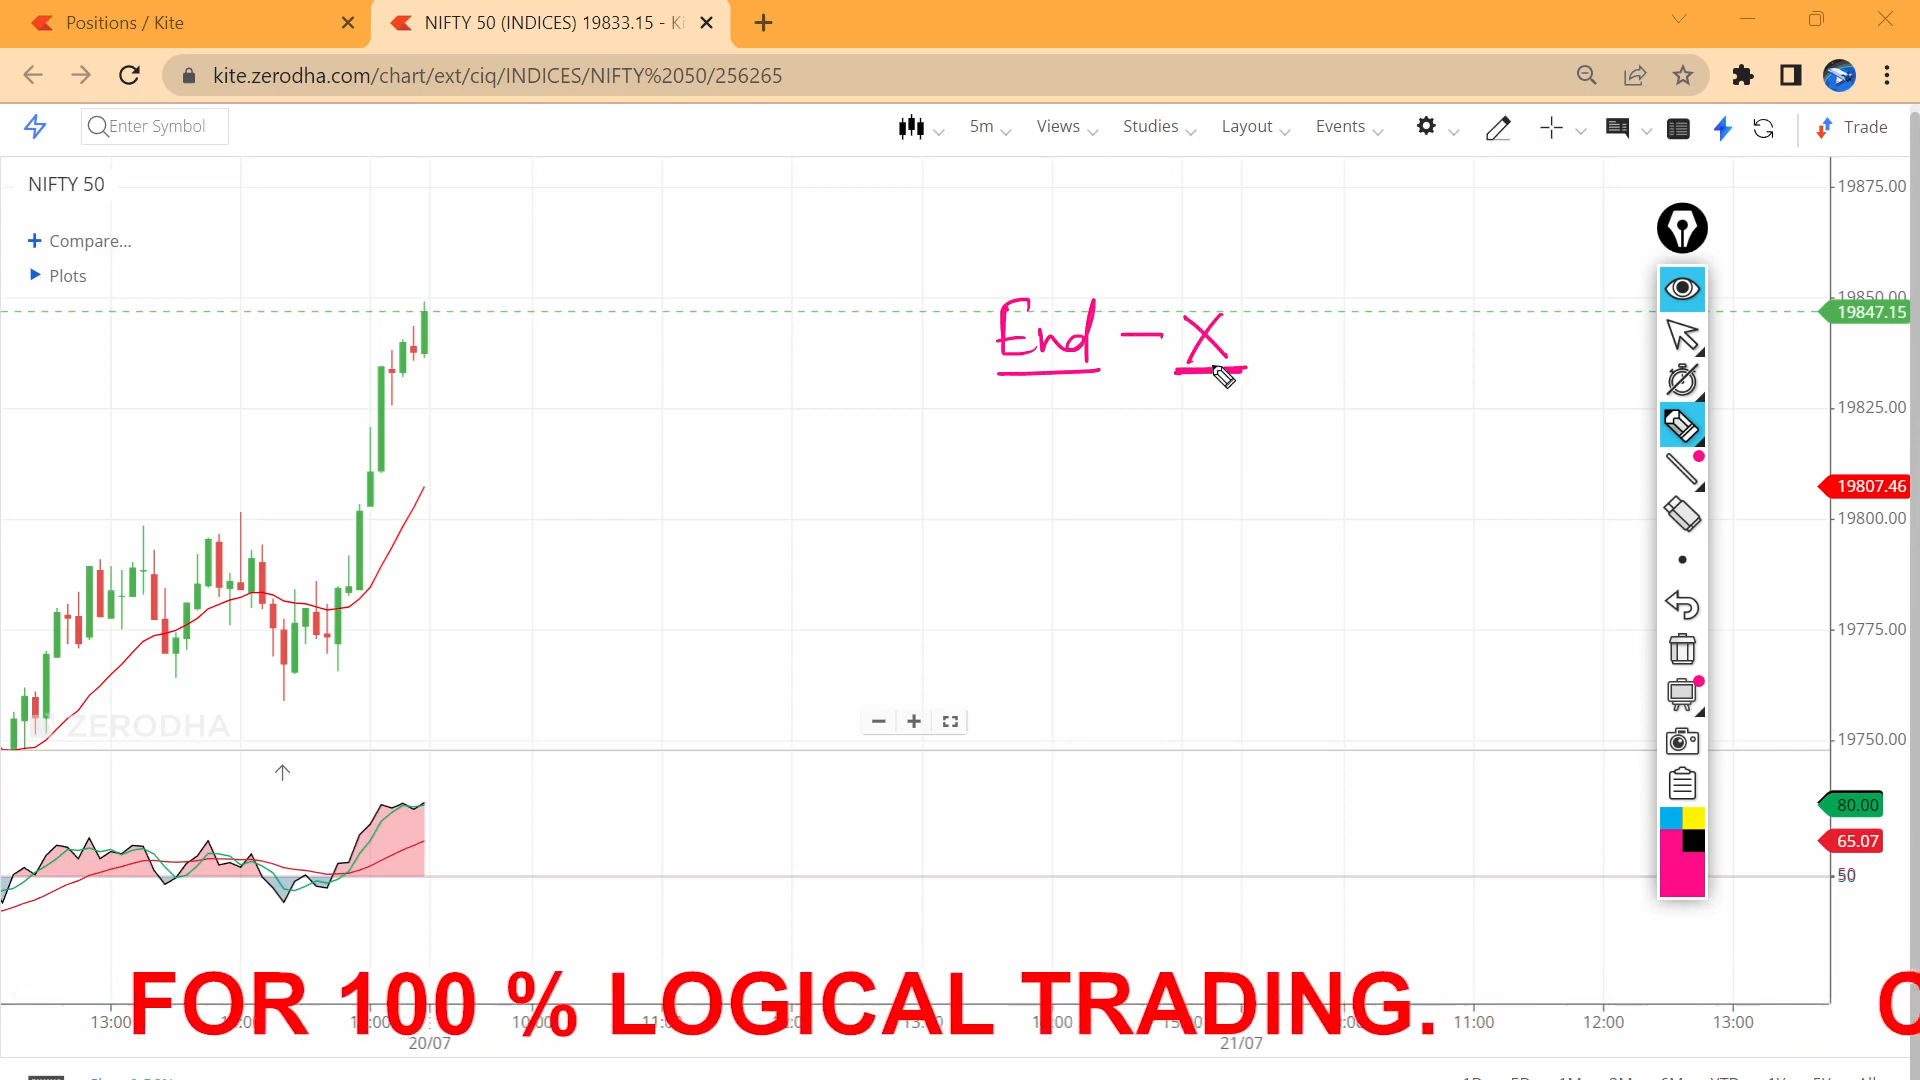 Positions / Kite
NIFTY 50 (INDICES) 19833.15 - Ki
kite.zerodha.com/chart/ext/ciq/INDICES/NIFTY%2050/256265
Enter Symbol
5m
Views
Studies
Layout
Events
Trade
NIFTY 50
Compare...
Plots
End - X
19875.00
19850.00
19847.15
19825.00
19807.46
19800.00
19775.00
19750.00
ZERODHA
80.00
65.07
50
FOR 100 % LOGICAL TRADING.
13:00
11:00
12:00
13:00
20/07
21/07